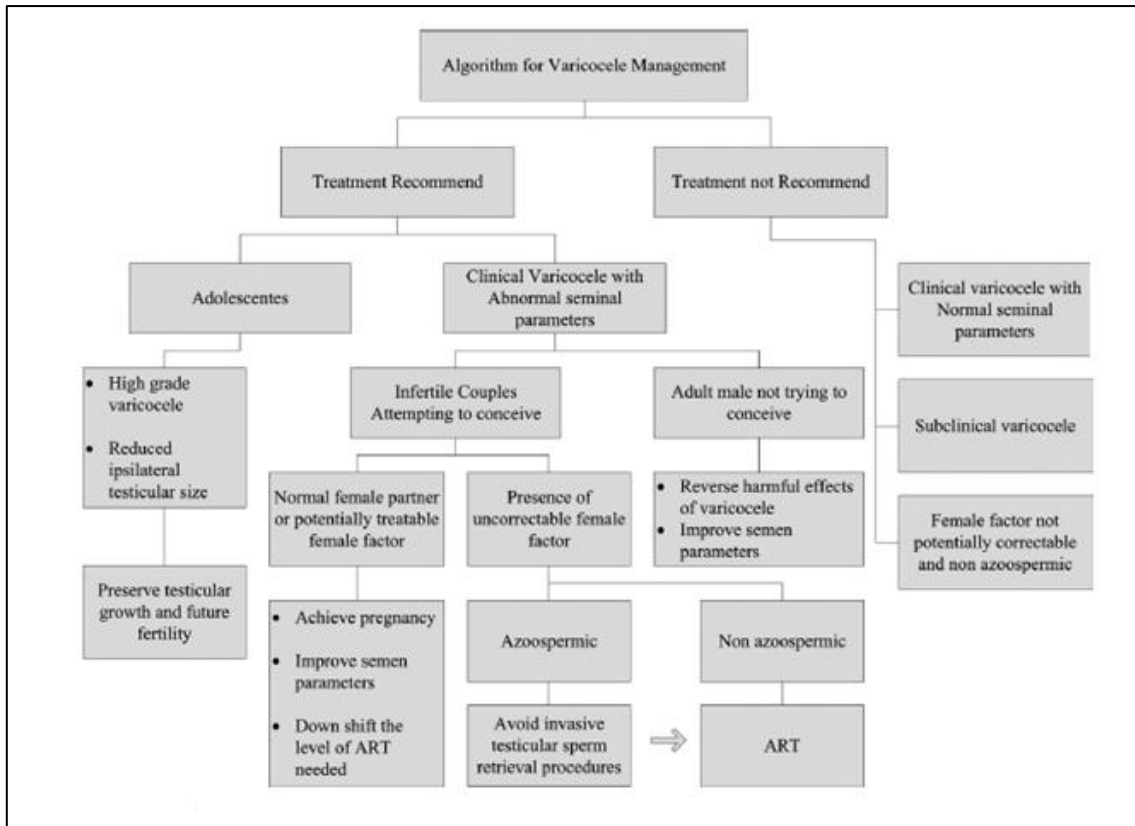 Algorithm for Varicocele Management
Treatment Recommend
Treatment not Recommend
Adolescentes
Clinical Varicocele with
Abnormal seminal
parameters
Clinical varicocele with
Normal seminal
parameters
• High grade
varicocele
• Reduced
ipsilateral
testicular size
Infertile Couples
Attempting to conceive
Adult male not trying to
conceive
Subclinical varicocele
Normal female partner
or potentially treatable
female factor
Presence of
uncorrectable female
factor
• Reverse harmful effects
of varicocele
• Improve semen
parameters
Female factor not
potentially correctable
and non azoospermic
Preserve testicular
growth and future
fertility
• Achieve pregnancy
• Improve semen
parameters
• Down shift the
level of ART
needed
Azoospermic
Non azoospermic
Avoid invasive
testicular sperm
retrieval procedures
ART